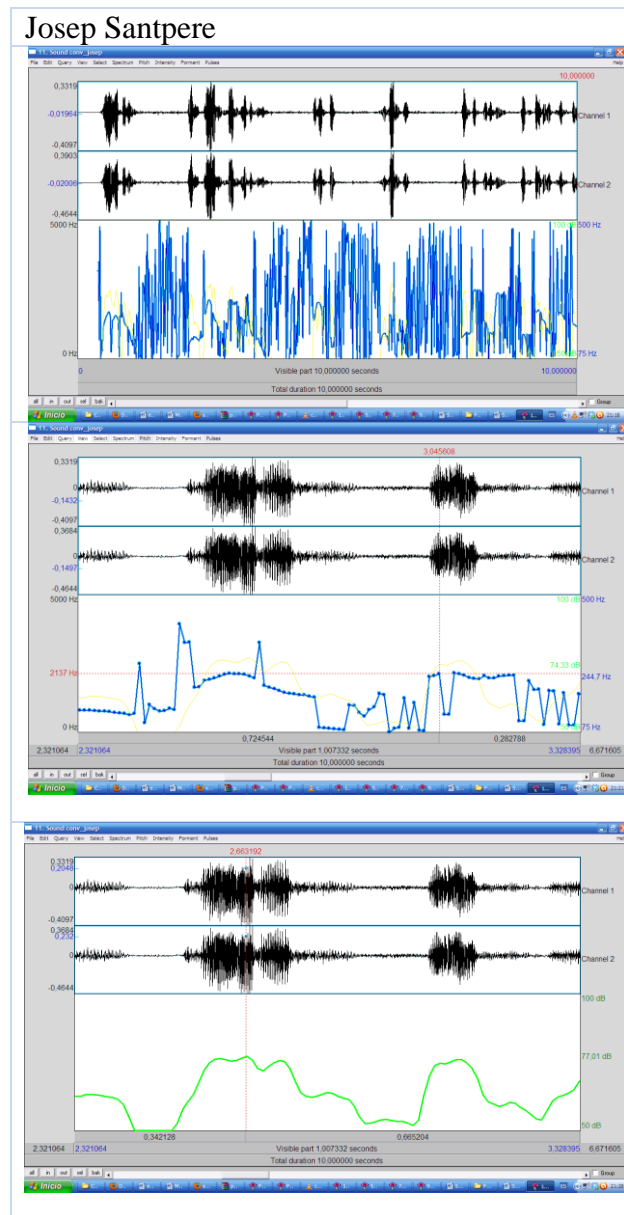 Josep Santpere
11. Sound conv_josep
File Edit Query View Select Spectrum Pitch Intensity Formant Pulses Help
10,000000
0,3319
-0,01964
-0,4097
Channel 1
0,3903
-0,02006
-0,4644
Channel 2
5000 Hz 100 dB 500 Hz
0 Hz 75 Hz
0 Visible part 10,000000 seconds 10,000000
Total duration 10,000000 seconds
all in out sel bak Group
Inicio 21:18
11. Sound conv_josep
File Edit Query View Select Spectrum Pitch Intensity Formant Pulses
3,045608
0,3319
0
-0,1432
-0,4097
Channel 1
0,3684
0
-0,1497
-0,4644
Channel 2
5000 Hz 100 dB 500 Hz
74,33 dB
2137 Hz 244.7 Hz
0 Hz 75 Hz
0,724544 0,282788
2.321064 2,321064 Visible part 1,007332 seconds 3.328395 6,671605
Total duration 10,000000 seconds
all in out sel bak Group
Inicio
11. Sound conv_josep
File Edit Query View Select Spectrum Pitch Intensity Formant Pulses
2,663192
0.3319
0,2048
0
-0.4097
Channel 1
0.3684
0,232
0
-0,4644
Channel 2
100 dB
77,01 dB
50 dB
0,342128 0,665204
2.321064 2,321064 Visible part 1,007332 seconds 3.328395 6,671605
Total duration 10,000000 seconds
all in out sel bak Group
Inicio